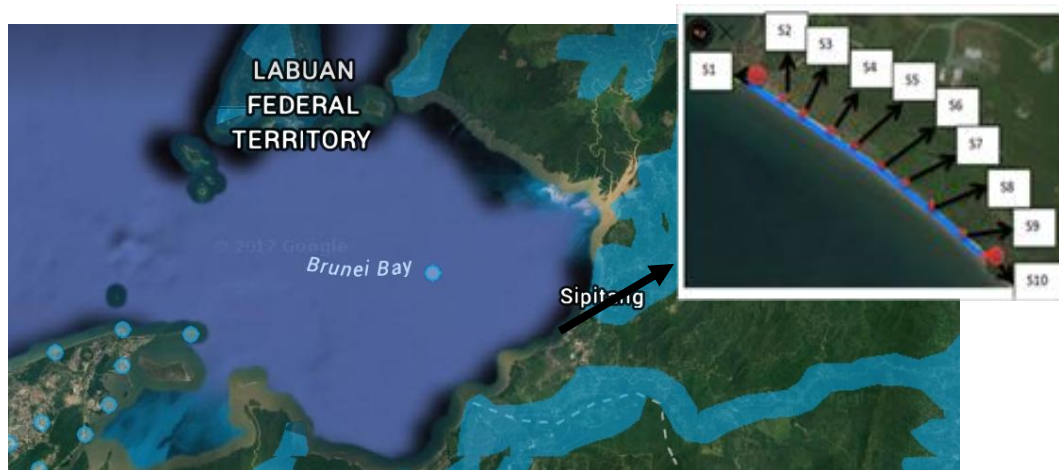 LABUAN
FEDERAL
TERRITORY
© 2017 Google
Brunei Bay
Sipitang
S1
S2
S3
S4
S5
S6
S7
S8
S9
S10